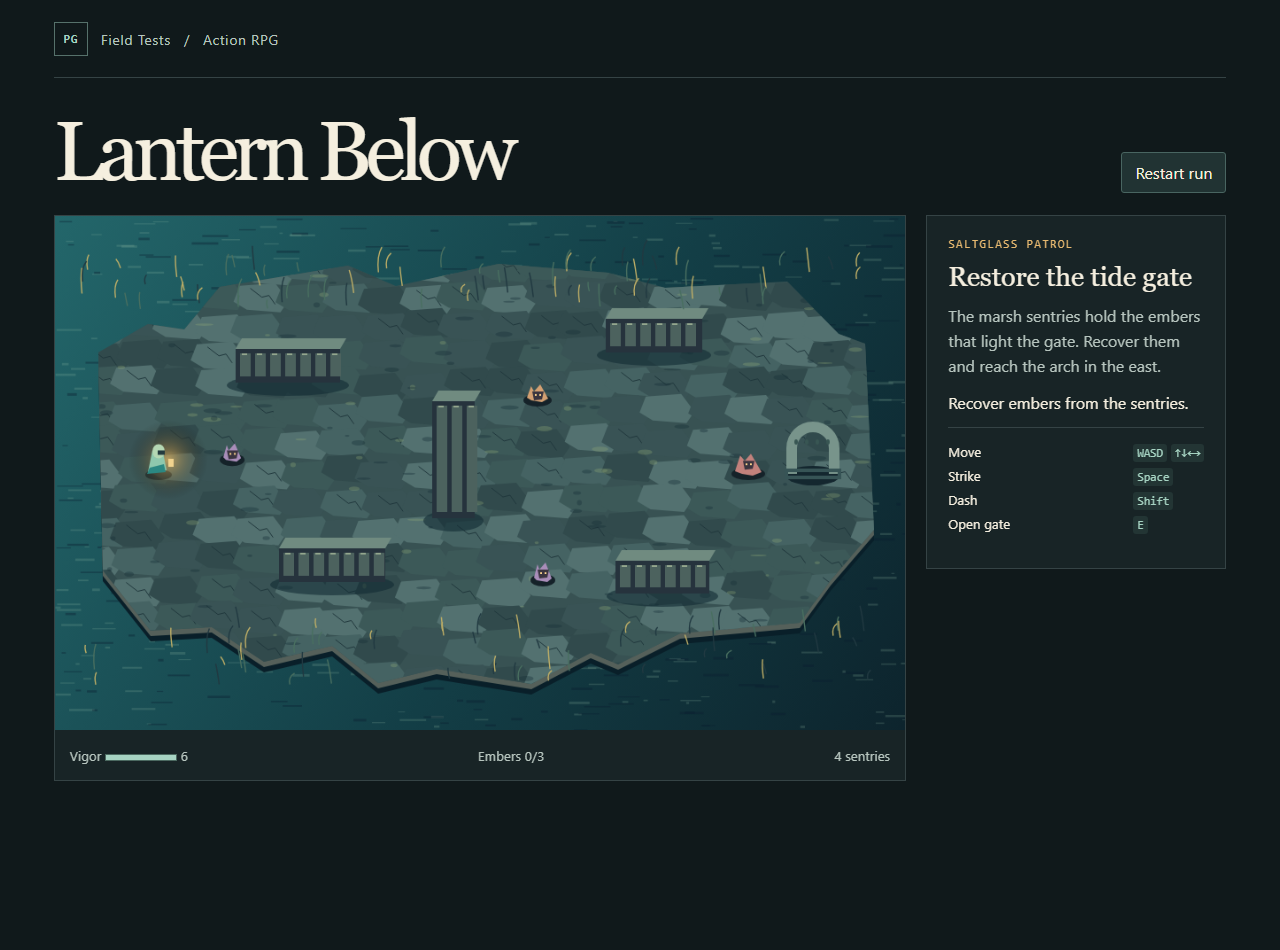 PG
Field Tests / Action RPG
Lantern Below
Restart run
SALTGLASS PATROL
Restore the tide gate
The marsh sentries hold the embers
that light the gate. Recover them
and reach the arch in the east.
Recover embers from the sentries.
Move WASD ↑↓←→
Strike Space
Dash Shift
Open gate E
Vigor 6
Embers 0/3
4 sentries